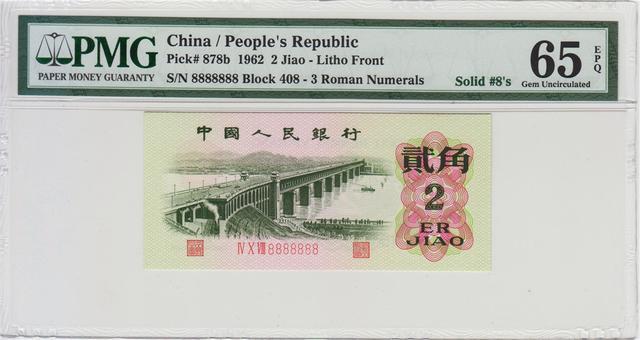 PMG
PAPER MONEY GUARANTY
China / People's Republic
Pick# 878b 1962 2 Jiao - Litho Front
S/N 8888888 Block 408 - 3 Roman Numerals
Solid #8's
65 EPQ
Gem Uncirculated
中國人民銀行
貳角
2
ER
JIAO
IV X VIII 8888888